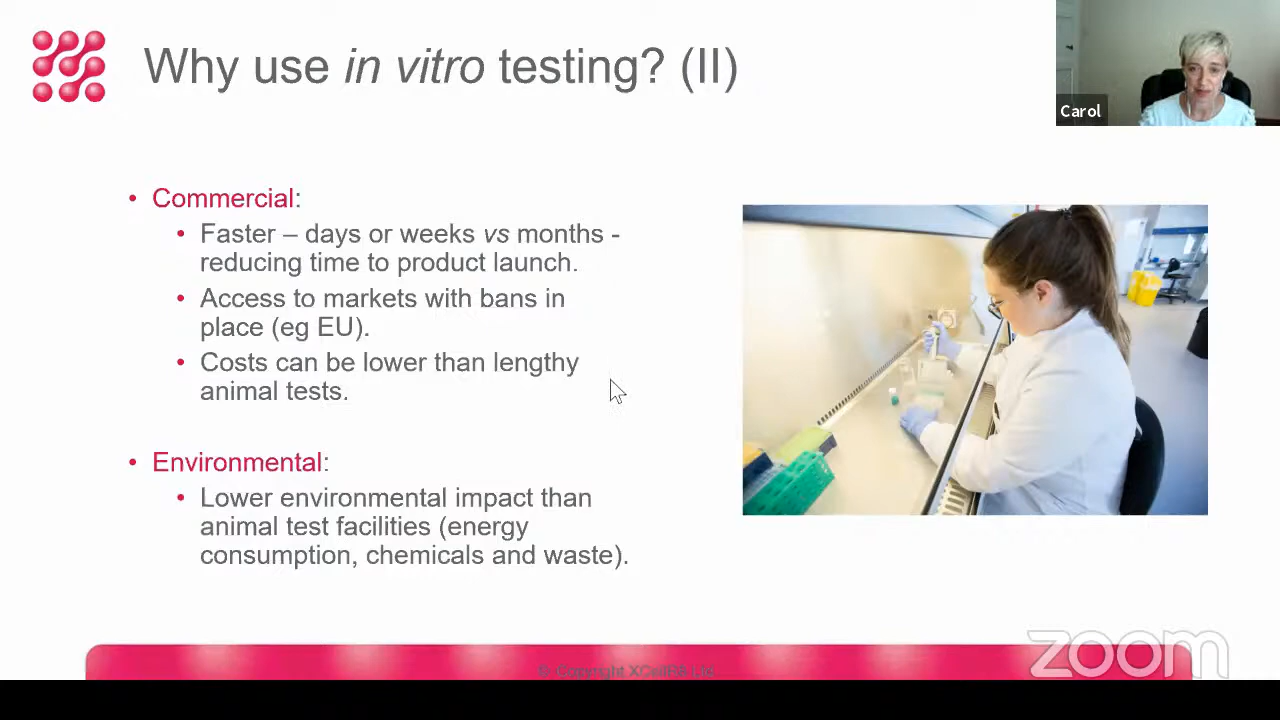 Why use in vitro testing? (II)
Carol
• Commercial:
• Faster – days or weeks vs months -
reducing time to product launch.
• Access to markets with bans in
place (eg EU).
• Costs can be lower than lengthy
animal tests.
• Environmental:
• Lower environmental impact than
animal test facilities (energy
consumption, chemicals and waste).
© Copyright XCellR8 Ltd.
zoom